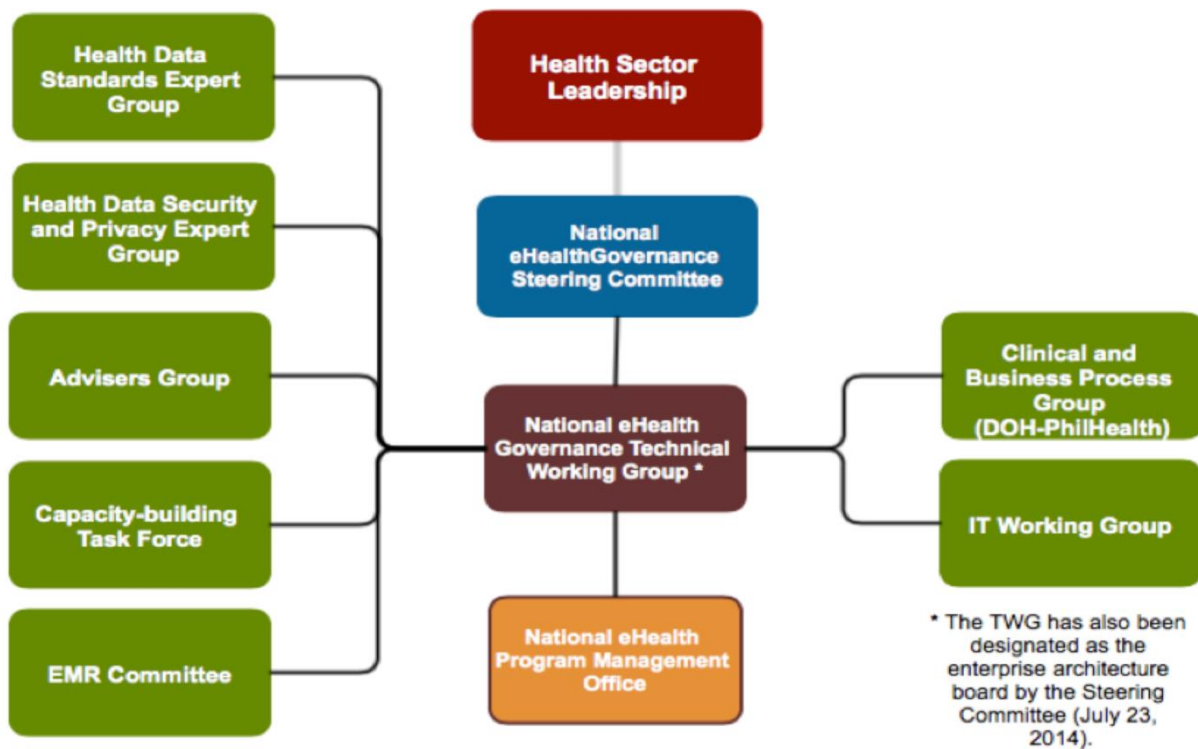 Health Data
Standards Expert
Group
Health Data Security
and Privacy Expert
Group
Advisers Group
Capacity-building
Task Force
EMR Committee
Health Sector
Leadership
National
eHealthGovernance
Steering Committee
National eHealth
Governance Technical
Working Group *
National eHealth
Program Management
Office
Clinical and
Business Process
Group
(DOH-PhilHealth)
IT Working Group
* The TWG has also been
designated as the
enterprise architecture
board by the Steering
Committee (July 23,
2014).